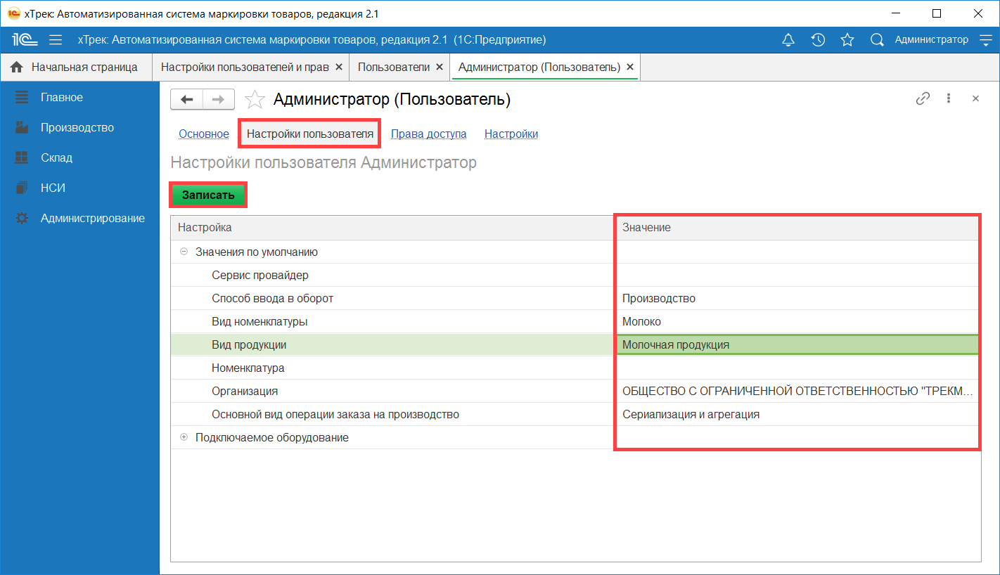 хТрек: Автоматизированная система маркировки товаров, редакция 2.1
хТрек: Автоматизированная система маркировки товаров, редакция 2.1 (1С:Предприятие)
Администратор
Начальная страница
Настройки пользователей и прав
Пользователи
Администратор (Пользователь)
Главное
Производство
Склад
НСИ
Администрирование
Администратор (Пользователь)
Основное Настройки пользователя Права доступа Настройки
Настройки пользователя Администратор
Записать
Настройка Значение
Значения по умолчанию
Сервис провайдер
Способ ввода в оборот Производство
Вид номенклатуры Молоко
Вид продукции Молочная продукция
Номенклатура
Организация ОБЩЕСТВО С ОГРАНИЧЕННОЙ ОТВЕТСТВЕННОСТЬЮ "ТРЕКМ...
Основной вид операции заказа на производство Сериализация и агрегация
Подключаемое оборудование